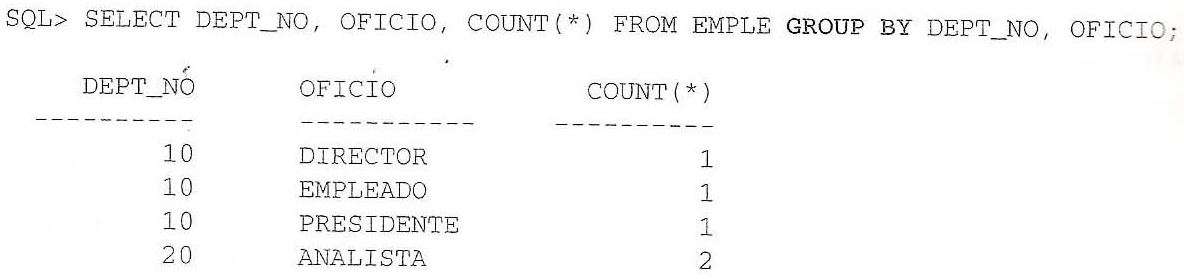 SQL> SELECT DEPT_NO, OFICIO, COUNT(*) FROM EMPLE GROUP BY DEPT_NO, OFICIO;
DEPT_NO OFICIO COUNT(*)
---------- ----------- ----------
10 DIRECTOR 1
10 EMPLEADO 1
10 PRESIDENTE 1
20 ANALISTA 2